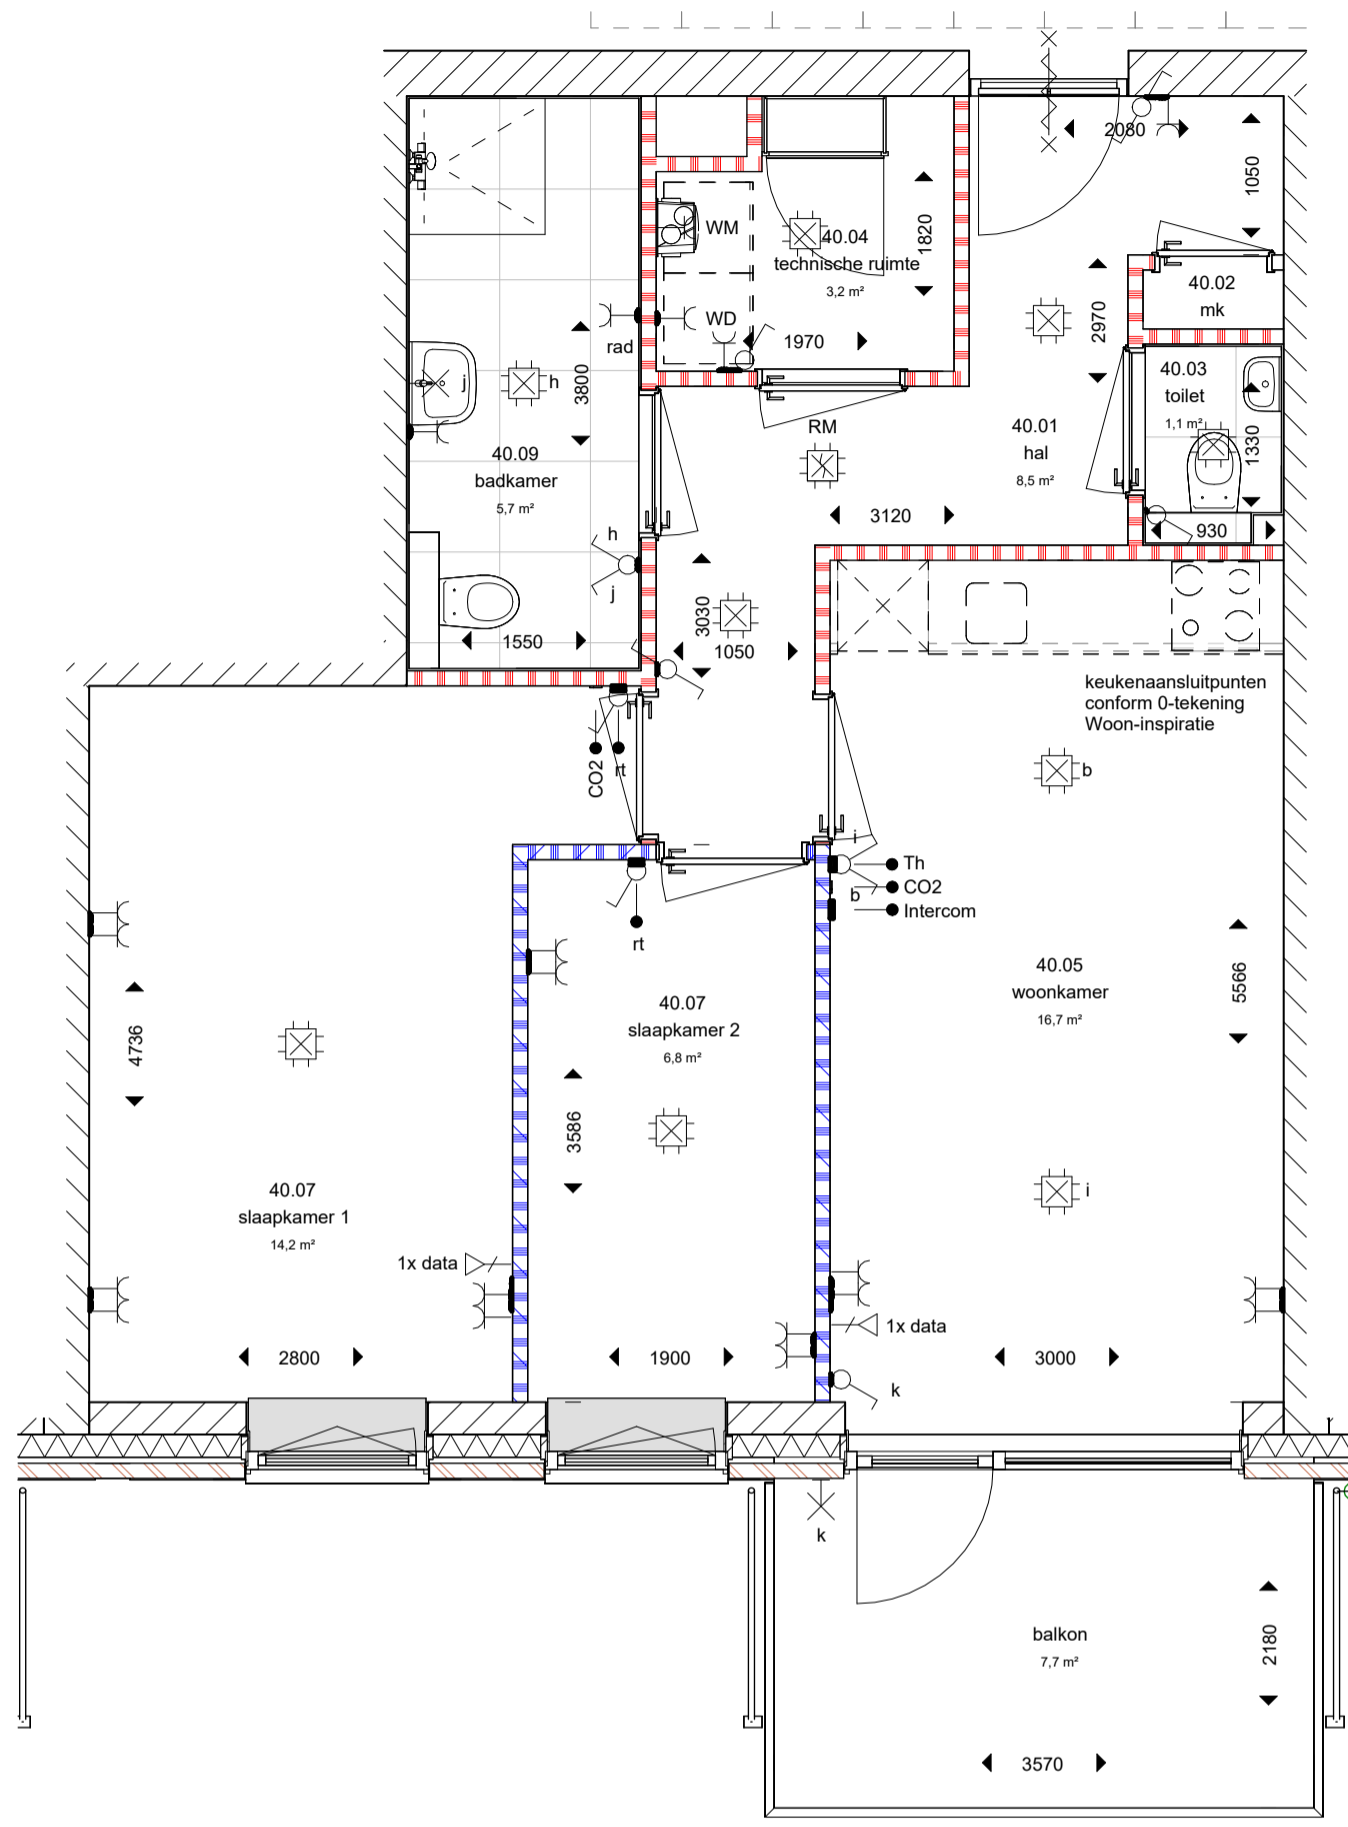 2080
1050
WM
40.04
technische ruimte
3,2 m²
1820
40.02
mk
2970
WD
1970
rad
3800
h
40.03
toilet
1,1 m²
1330
RM
40.01
hal
8,5 m²
40.09
badkamer
5,7 m²
3120
930
h
j
3030
1050
1550
keukenaansluitpunten
conform 0-tekening
Woon-inspiratie
CO2
rt
b
i
Th
b
CO2
Intercom
rt
40.05
woonkamer
16,7 m²
5566
40.07
slaapkamer 2
6,8 m²
4736
3586
40.07
slaapkamer 1
14,2 m²
i
1x data
1x data
2800
1900
3000
k
k
balkon
7,7 m²
2180
3570